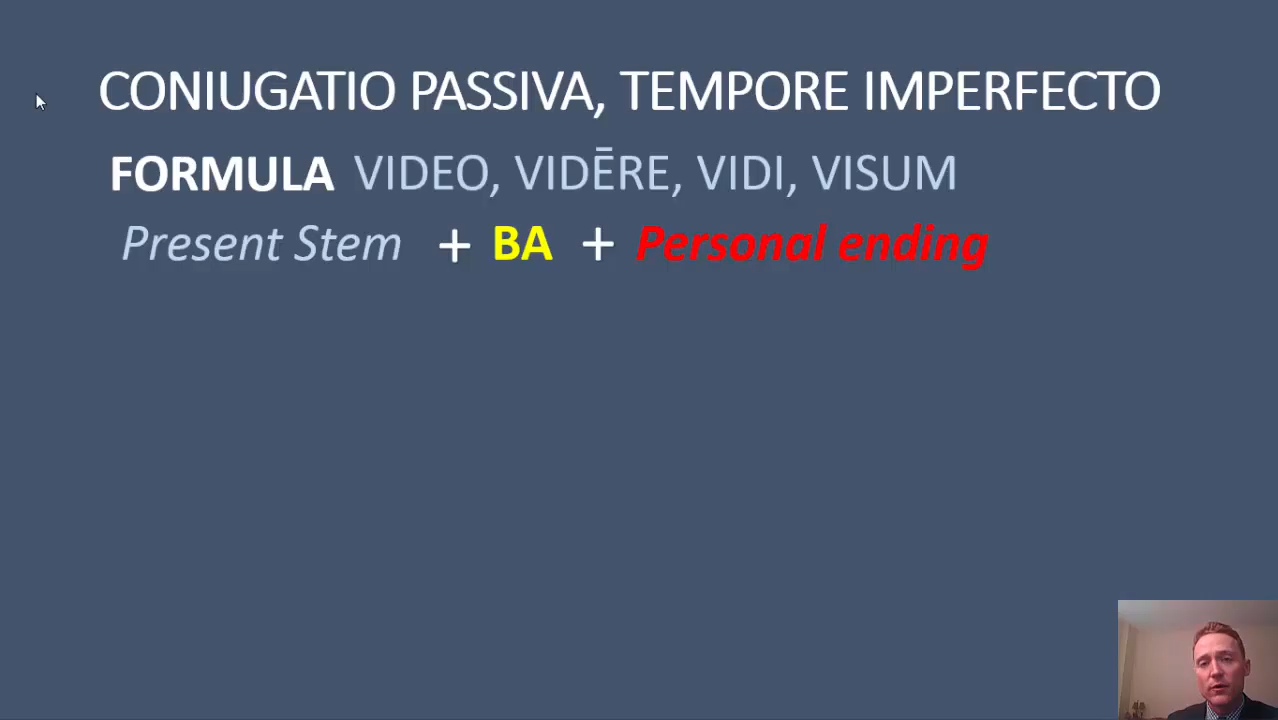 CONIUGATIO PASSIVA, TEMPORE IMPERFECTO
FORMULA VIDEO, VIDĒRE, VIDI, VISUM
Present Stem + BA + Personal ending